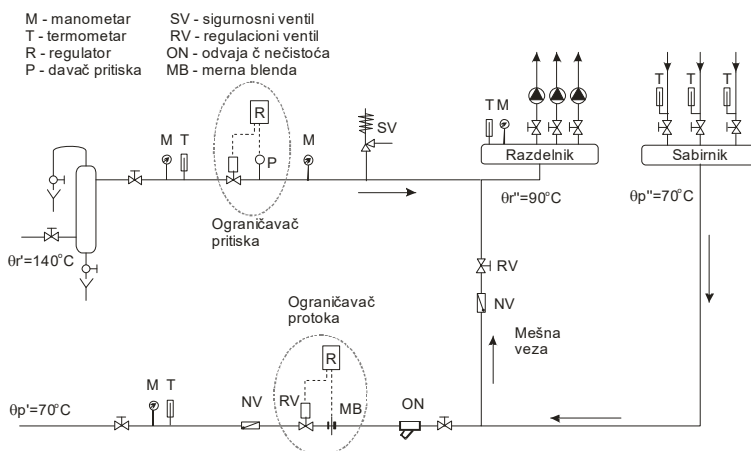 M - manometar
T - termometar
R - regulator
P - davač pritiska
SV - sigurnosni ventil
RV - regulacioni ventil
ON - odvaja č nečistoća
MB - merna blenda
R
M
T
P
M
SV
T M
T
T
T
Razdelnik
Sabirnik
Ograničavač
pritiska
θr''=90°C
θp''=70°C
θr'=140°C
RV
NV
Ograničavač
protoka
Mešna
veza
R
M
T
NV
RV
MB
ON
θp'=70°C